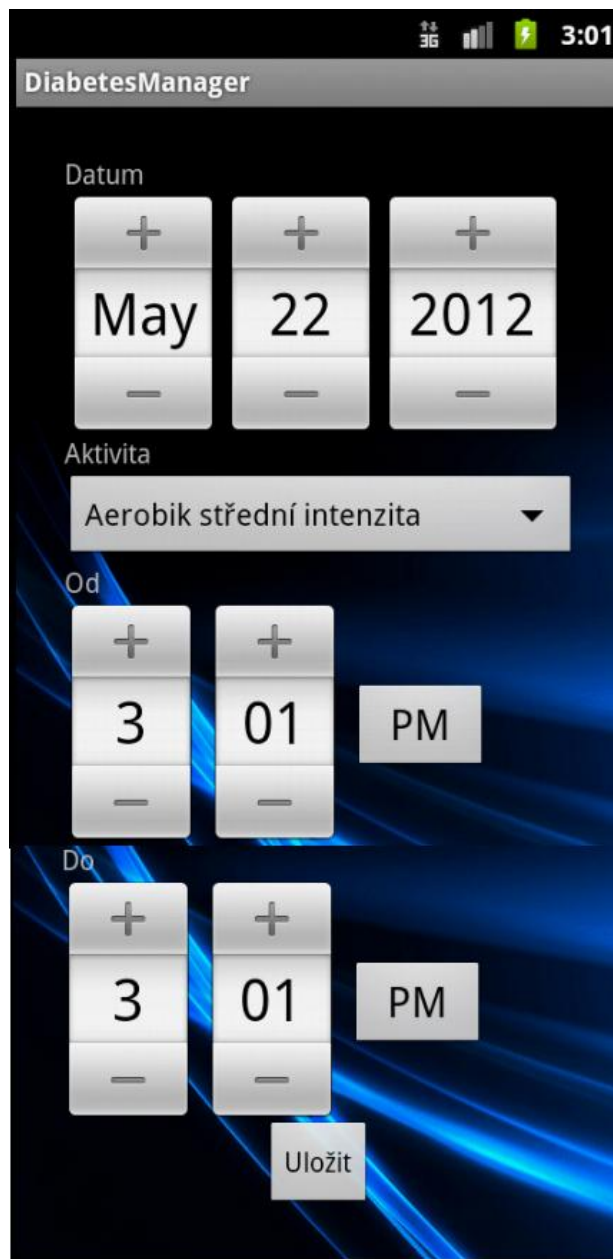 3G 3:01
DiabetesManager
Datum
+ + +
May 22 2012
− − −
Aktivita
Aerobik střední intenzita
Od
+ +
3 01 PM
− −
Do
+ +
3 01 PM
− −
Uložit